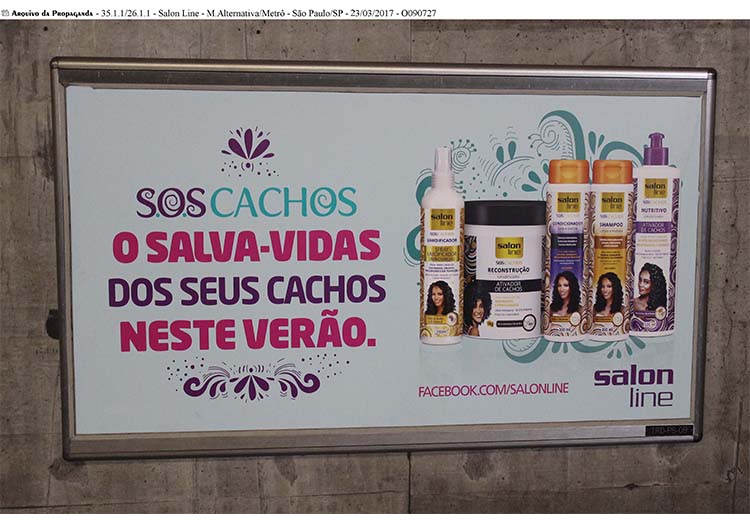 Arquivo da Propaganda - 35.1.1/26.1.1 - Salon Line - M.Alternativa/Metrô - São Paulo/SP - 23/03/2017 - O090727
S.O.S CACHOS
O SALVA-VIDAS
DOS SEUS CACHOS
NESTE VERÃO.
salon line
S.O.S CACHOS
UMIDIFICADOR
salon line
S.O.S CACHOS
RECONSTRUÇÃO
ATIVADOR
DE CACHOS
salon line
S.O.S CACHOS
CONDICIONADOR
salon line
S.O.S CACHOS
SHAMPOO
salon line
S.O.S CACHOS
NUTRITIVO
ATIVADOR
DE CACHOS
FACEBOOK.COM/SALONLINE
salon
line
TRD-PS-09